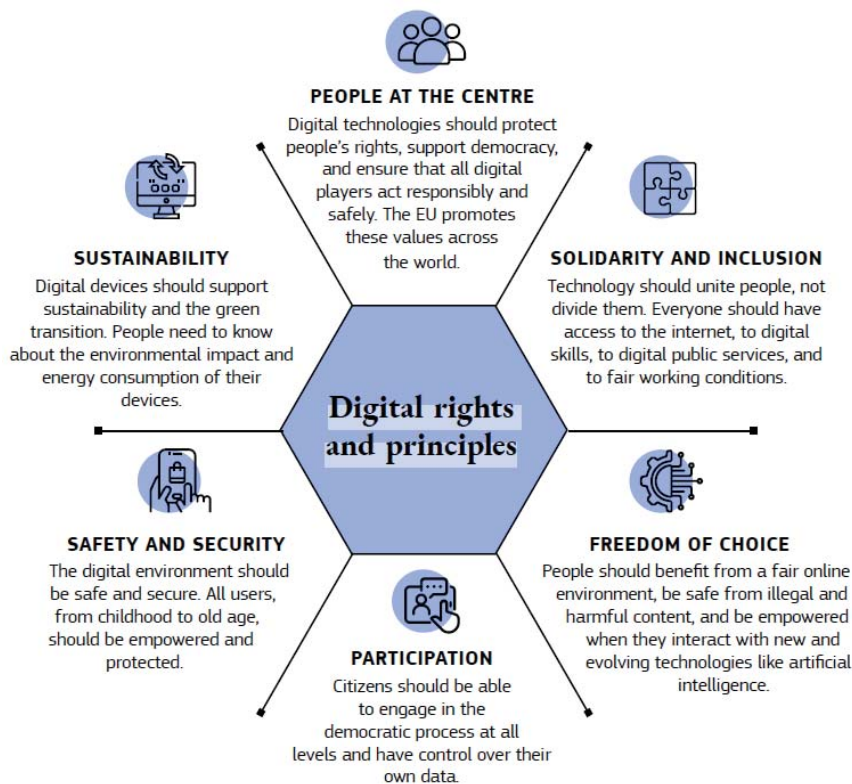 PEOPLE AT THE CENTRE
Digital technologies should protect
people's rights, support democracy,
and ensure that all digital
players act responsibly and
safely. The EU promotes
these values across
the world.
SOLIDARITY AND INCLUSION
Technology should unite people, not
divide them. Everyone should have
access to the internet, to digital
skills, to digital public services, and
to fair working conditions.
FREEDOM OF CHOICE
People should benefit from a fair online
environment, be safe from illegal and
harmful content, and be empowered
when they interact with new and
evolving technologies like artificial
intelligence.
PARTICIPATION
Citizens should be able
to engage in the
democratic process at all
levels and have control over their
own data.
SAFETY AND SECURITY
The digital environment should
be safe and secure. All users,
from childhood to old age,
should be empowered and
protected.
SUSTAINABILITY
Digital devices should support
sustainability and the green
transition. People need to know
about the environmental impact and
energy consumption of their
devices.
Digital rights
and principles